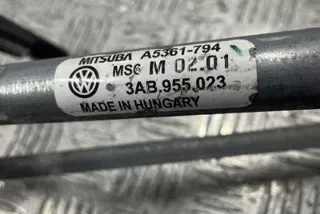 MITSUBA A5361-794
MS6 M 02.01
3AB.955.023
MADE IN HUNGARY